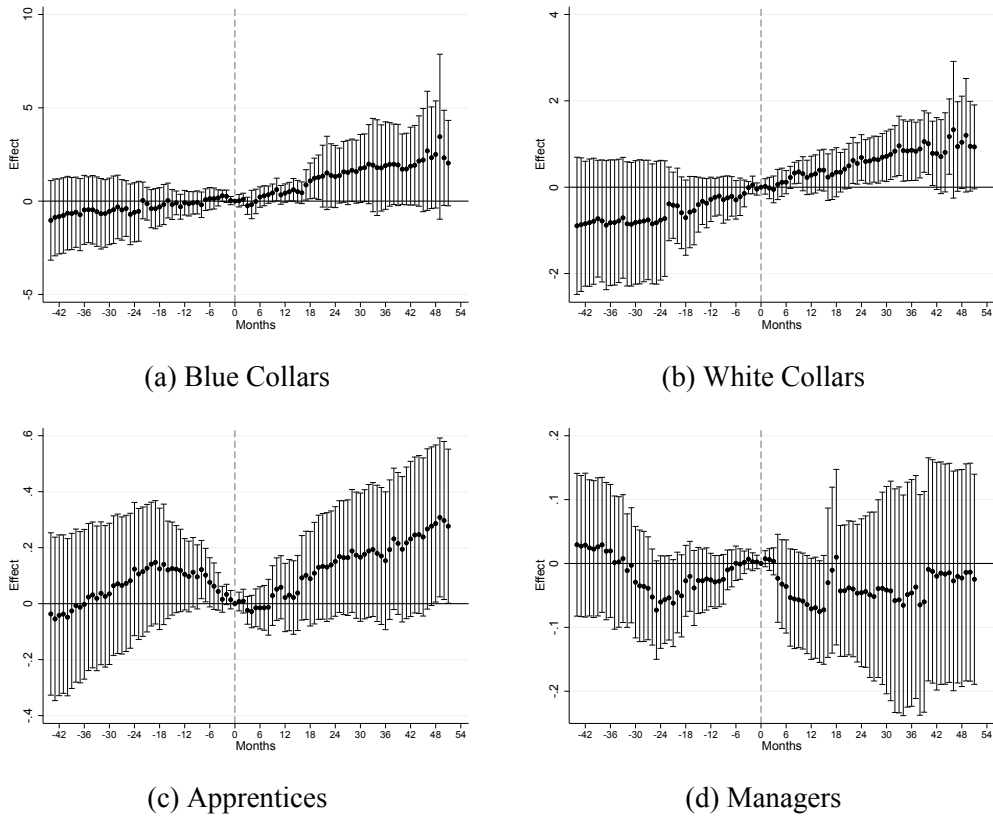 10
5
0
-5
Effect
-42 -36 -30 -24 -18 -12 -6 0 6 12 18 24 30 36 42 48 54
Months
(a) Blue Collars
4
2
0
-2
Effect
-42 -36 -30 -24 -18 -12 -6 0 6 12 18 24 30 36 42 48 54
Months
(b) White Collars
.6
.4
.2
0
-.2
-.4
Effect
-42 -36 -30 -24 -18 -12 -6 0 6 12 18 24 30 36 42 48 54
Months
(c) Apprentices
.2
.1
0
-.1
-.2
Effect
-42 -36 -30 -24 -18 -12 -6 0 6 12 18 24 30 36 42 48 54
Months
(d) Managers